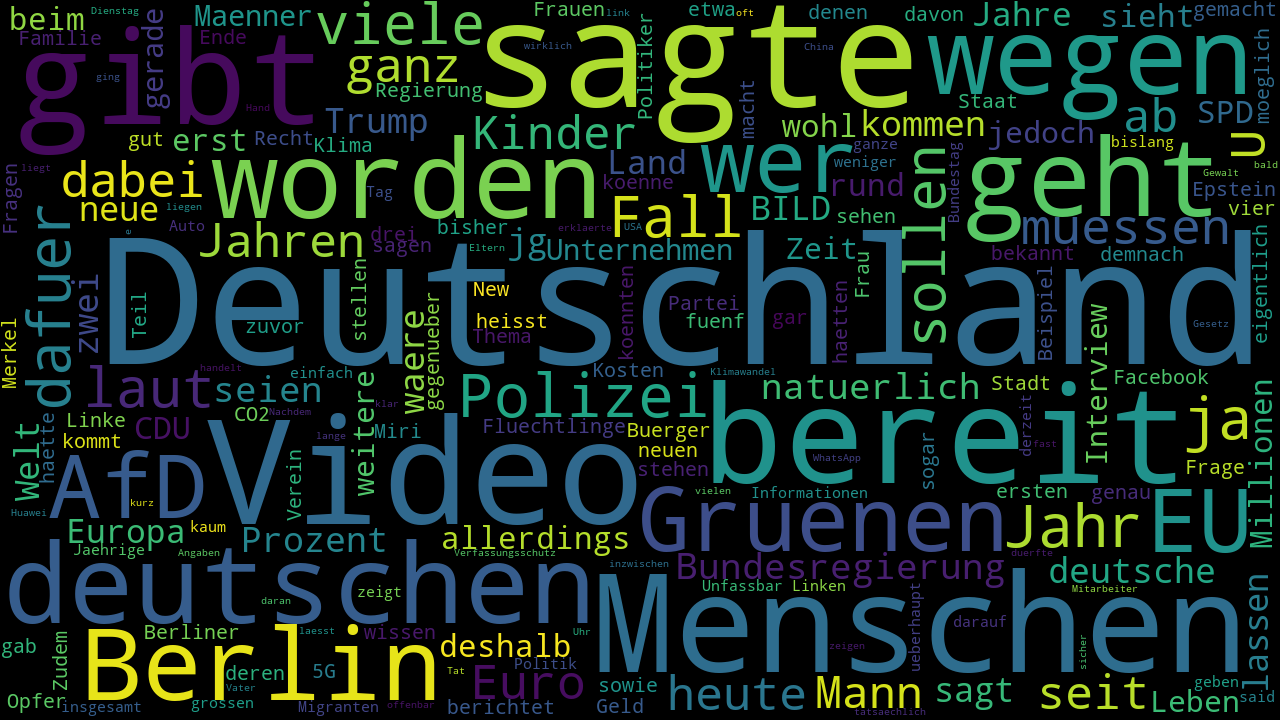 beim
Dienstag
Maenner
viele
Frauen
link
etwa
oft
denen
davon
Jahre
sieht
gemacht
Familie
Ende
gibt
gerade
ging
Hand
ganz
Regierung
sagte
wirklich
Politiker
China
wegen
Staat
ab
SPD
moeglich
gut
erst
Recht
Trump
Klima
Kinder
macht
wohl
kommen
jedoch
bislang
U
Fragen
liegt
dabei
worden
Land
wer
ganze
weniger
rund
Bundestag
geht
Gewalt
bald
Epstein
vier
neue
liegen
Tag
koenne
Fall
BILD
sehen
sollen
muessen
dafuer
Auto
Jahren
drei
sagen
bisher
Eltern
jg
Unternehmen
erklaerte
USA
Zeit
Frau
bekannt
demnach
eigentlich
zwei
Teil
e
Deutschland
zuvor
stellen
gegenueber
New
heisst
Thema
koennten
Partei
fuenf
gar
haetten
Beispiel
Gesetz
Merkel
laut
handelt
seien
einfach
waere
Kosten
Klimawandel
natuerlich
Interview
Stadt
Facebook
Polizei
Linke
CDU
CO2
Nachdem
weitere
klar
kommt
haette
Welt
lange
Miri
Fluechtlinge
Buerger
neuen
stehen
bereit
WhatsApp
sogar
derzeit
fast
ja
Frage
Millionen
AfD
Video
kurz
Verein
Huawei
vielen
Informationen
ersten
genau
Europa
kaum
Prozent
allerdings
Gruenen
Jahr
EU
Jaehrige
Angaben
Verfassungsschutz
inzwischen
Bundesregierung
duerfte
deutsche
deutschen
daran
zeigt
Unfassbar
Linken
Mitarbeiter
Menschen
ueberhaupt
darauf
lassen
gab
Zudem
Berliner
laesst
wissen
deshalb
Uhr
zeigen
sicher
Berlin
deren
5G
Tat
Politik
Euro
sowie
heute
Mann
sagt
seit
geben
Leben
said
Opfer
insgesamt
Vater
grossen
Migranten
offenbar
berichtet
Geld
tatsaechlich